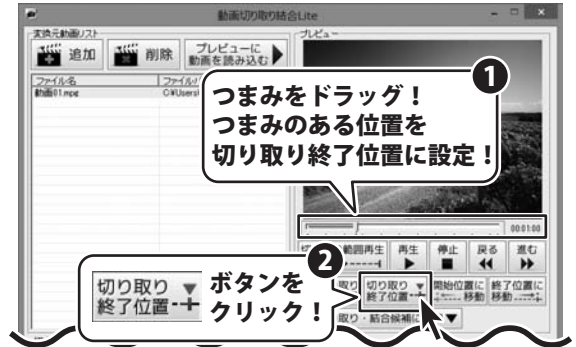 動画切り取り結合Lite
変換元動画リスト
プレビュー
追加
削除
プレビューに
動画を読み込む
ファイル名
動画01.mpg
C:¥Users¥
1
つまみをドラッグ！
つまみのある位置を
切り取り終了位置に設定！
00:01:00
範囲再生
再生
停止
戻る
進む
2
切り取り
終了位置
ボタンを
クリック！
切り取り
終了位置
開始位置に
移動
終了位置に
移動
取り・結合候補に